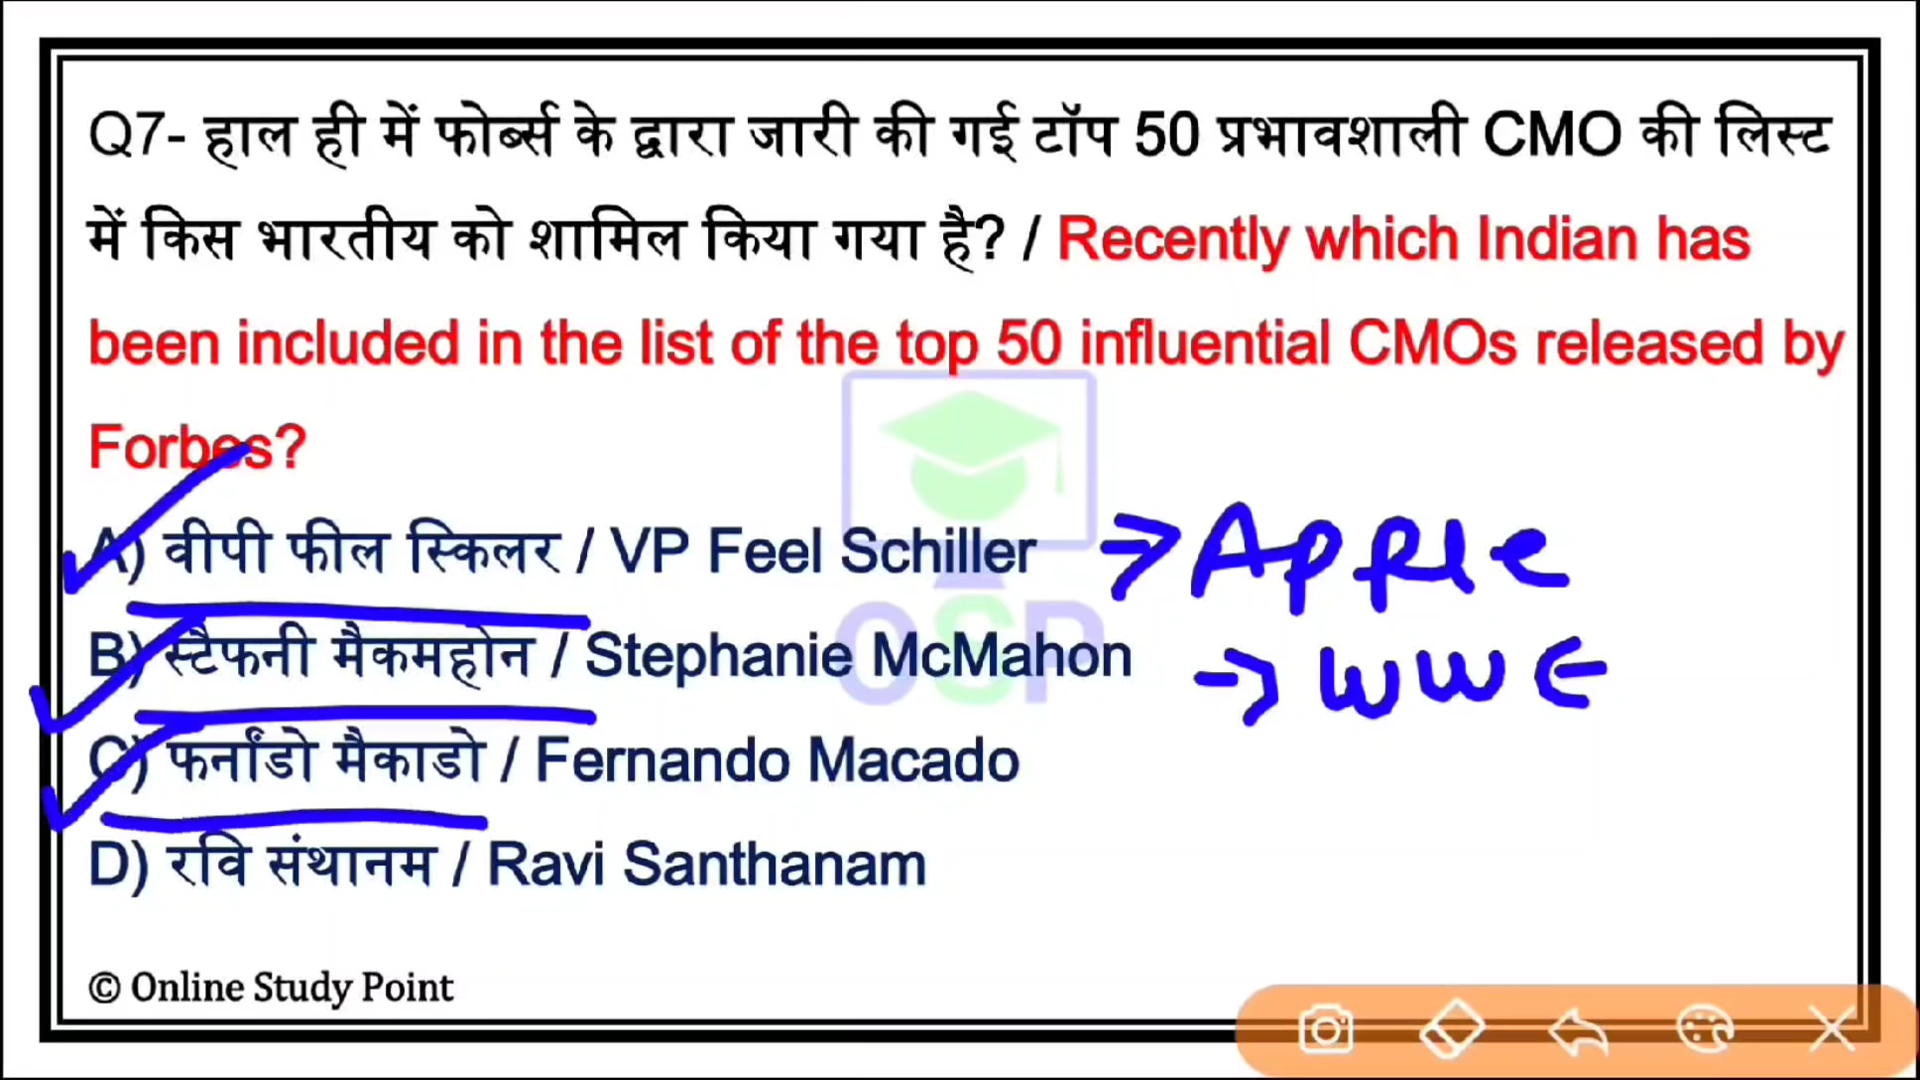 Q7- हाल ही में फोर्ब्स के द्वारा जारी की गई टॉप 50 प्रभावशाली CMO की लिस्ट
में किस भारतीय को शामिल किया गया है? / Recently which Indian has
been included in the list of the top 50 influential CMOs released by
Forbes?
A) वीपी फील स्किलर / VP Feel Schiller → Apple
B) स्टैफनी मैकमहोन / Stephanie McMahon → WWE
C) फर्नांडो मैकाडो / Fernando Macado
D) रवि संथानम / Ravi Santhanam
OSP
© Online Study Point